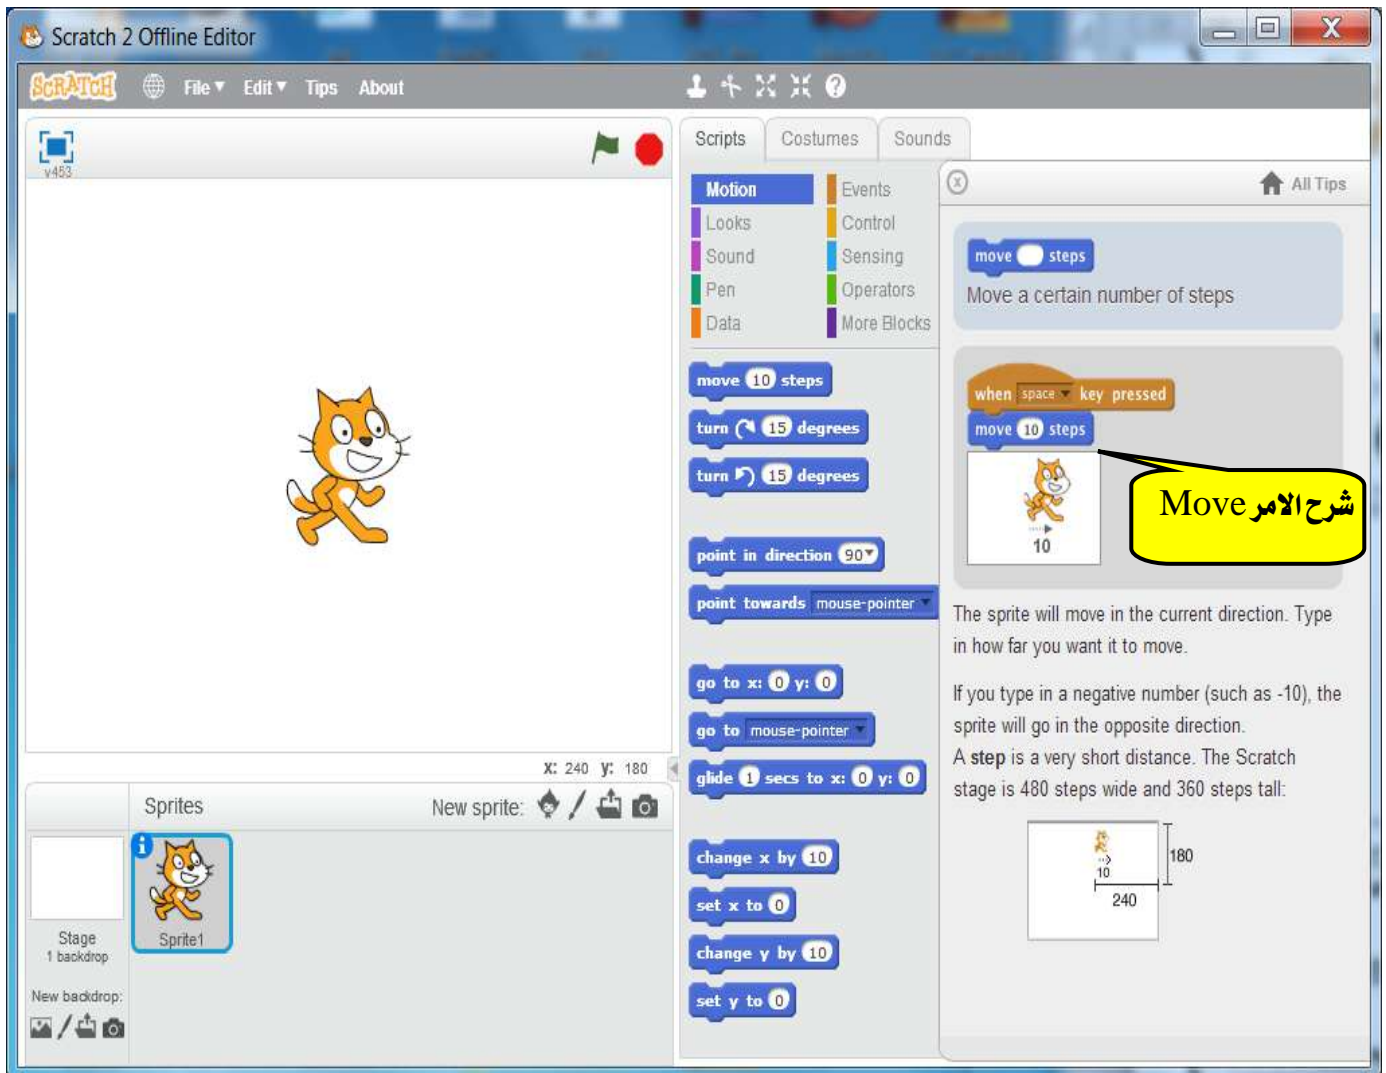 Scratch 2 Offline Editor
SCRATCH File Edit Tips About
v453
Scripts Costumes Sounds
Motion Events
Looks Control
Sound Sensing
Pen Operators
Data More Blocks
move 10 steps
turn 15 degrees
turn 15 degrees
point in direction 90
point towards mouse-pointer
go to x: 0 y: 0
go to mouse-pointer
glide 1 secs to x: 0 y: 0
change x by 10
set x to 0
change y by 10
set y to 0
X: 240 y: 180
Sprites New sprite:
Sprite1
Stage
1 backdrop
New backdrop:
All Tips
move steps
Move a certain number of steps
when space key pressed
move 10 steps
10
شرح الامر Move
The sprite will move in the current direction. Type
in how far you want it to move.
If you type in a negative number (such as -10), the
sprite will go in the opposite direction.
A step is a very short distance. The Scratch
stage is 480 steps wide and 360 steps tall:
10
180
240